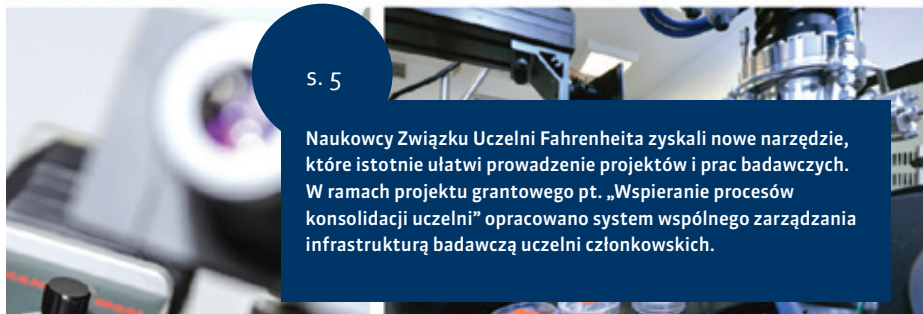 s. 5
Naukowcy Związku Uczelni Fahrenheita zyskali nowe narzędzie,
które istotnie ułatwi prowadzenie projektów i prac badawczych.
W ramach projektu grantowego pt. „Wspieranie procesów
konsolidacji uczelni” opracowano system wspólnego zarządzania
infrastrukturą badawczą uczelni członkowskich.